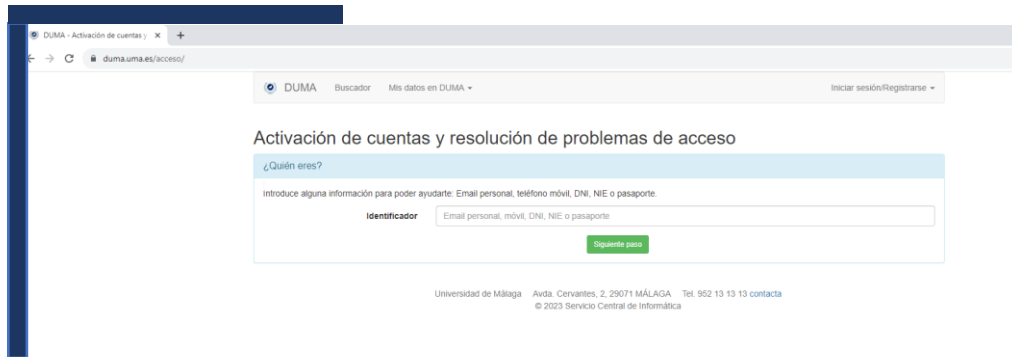 DUMA - Activación de cuentas y
duma.uma.es/acceso/
DUMA Buscador Mis datos en DUMA Iniciar sesión/Registrarse
Activación de cuentas y resolución de problemas de acceso
¿Quién eres?
Introduce alguna información para poder ayudarte: Email personal, teléfono móvil, DNI, NIE o pasaporte.
Identificador Email personal, móvil, DNI, NIE o pasaporte
Siguiente paso
Universidad de Málaga Avda. Cervantes, 2, 29071 MÁLAGA Tel. 952 13 13 13 contacta
© 2023 Servicio Central de Informática